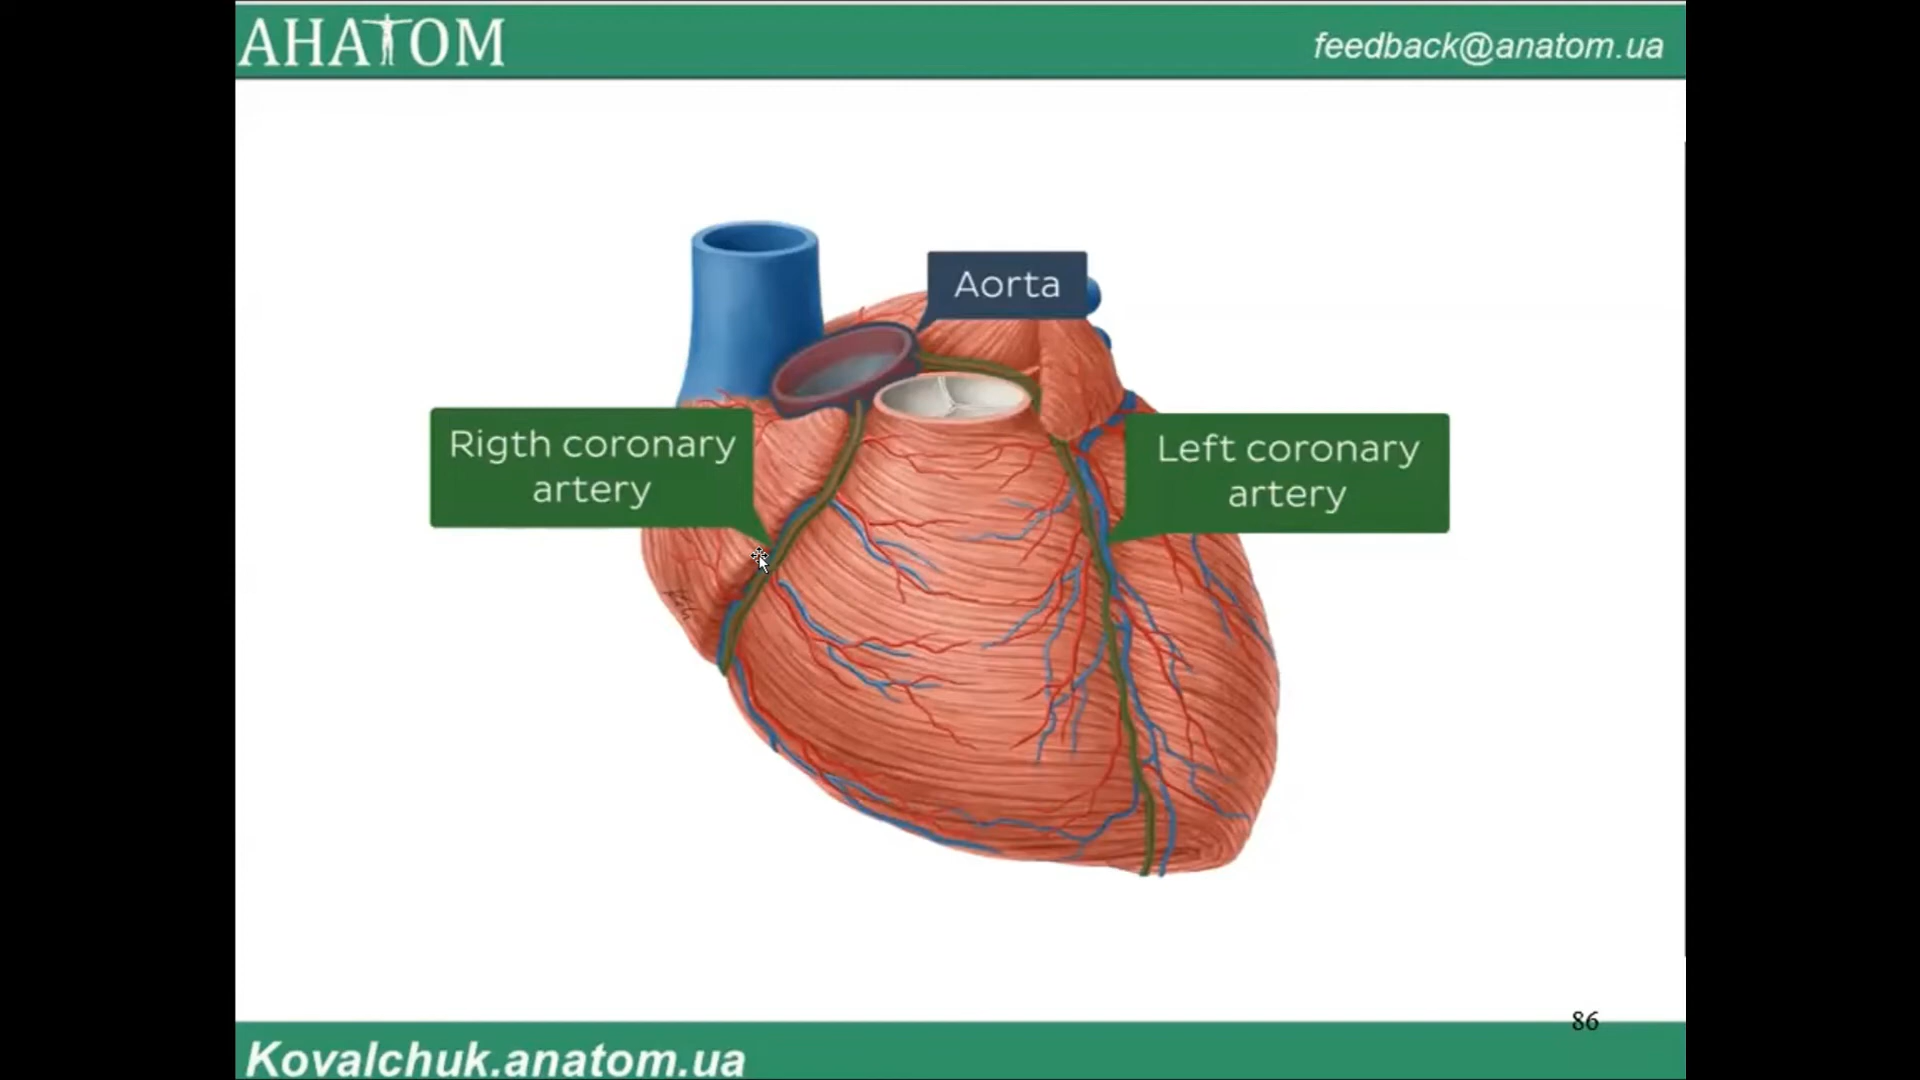 АНАТОМ
feedback@anatom.ua
Aorta
Rigth coronary
artery
Left coronary
artery
86
Kovalchuk.anatom.ua